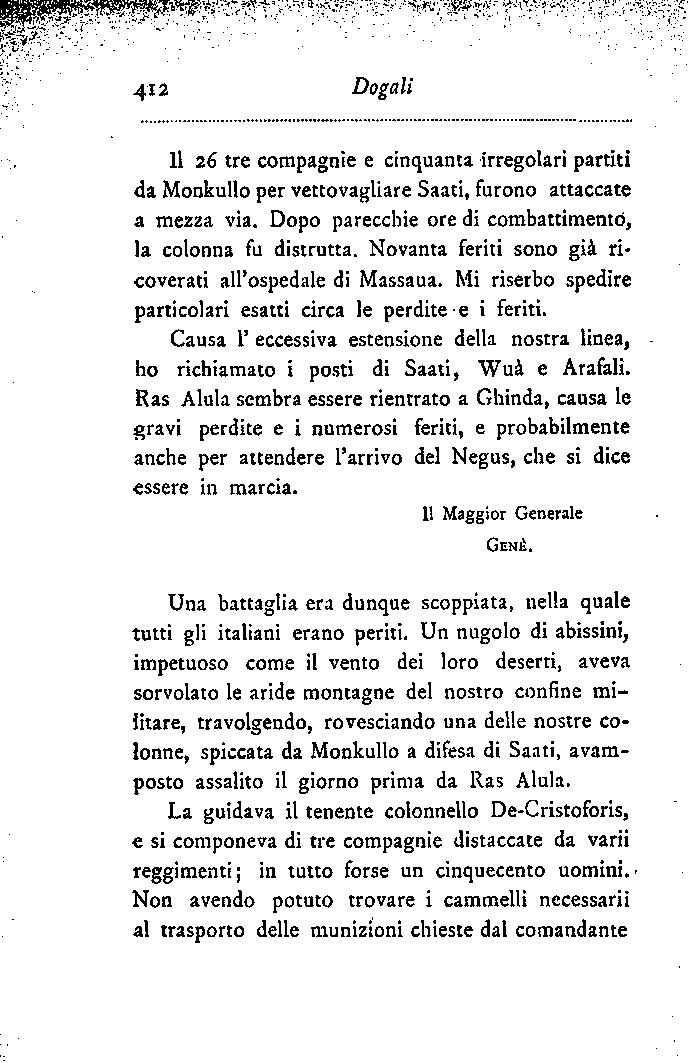 412 Dogali
Il 26 tre compagnie e cinquanta irregolari partiti
da Monkullo per vettovagliare Saati, furono attaccate
a mezza via. Dopo parecchie ore di combattimento,
la colonna fu distrutta. Novanta feriti sono già ri-
coverati all'ospedale di Massaua. Mi riserbo spedire
particolari esatti circa le perdite e i feriti.
Causa l' eccessiva estensione della nostra linea,
ho richiamato i posti di Saati, Wuà e Arafali.
Ras Alula sembra essere rientrato a Ghinda, causa le
gravi perdite e i numerosi feriti, e probabilmente
anche per attendere l'arrivo del Negus, che si dice
essere in marcia.
Il Maggior Generale
GENÈ.
Una battaglia era dunque scoppiata, nella quale
tutti gli italiani erano periti. Un nugolo di abissini,
impetuoso come il vento dei loro deserti, aveva
sorvolato le aride montagne del nostro confine mi-
litare, travolgendo, rovesciando una delle nostre co-
lonne, spiccata da Monkullo a difesa di Saati, avam-
posto assalito il giorno prima da Ras Alula.
La guidava il tenente colonnello De-Cristoforis,
e si componeva di tre compagnie distaccate da varii
reggimenti; in tutto forse un cinquecento uomini.
Non avendo potuto trovare i cammelli necessarii
al trasporto delle munizioni chieste dal comandante